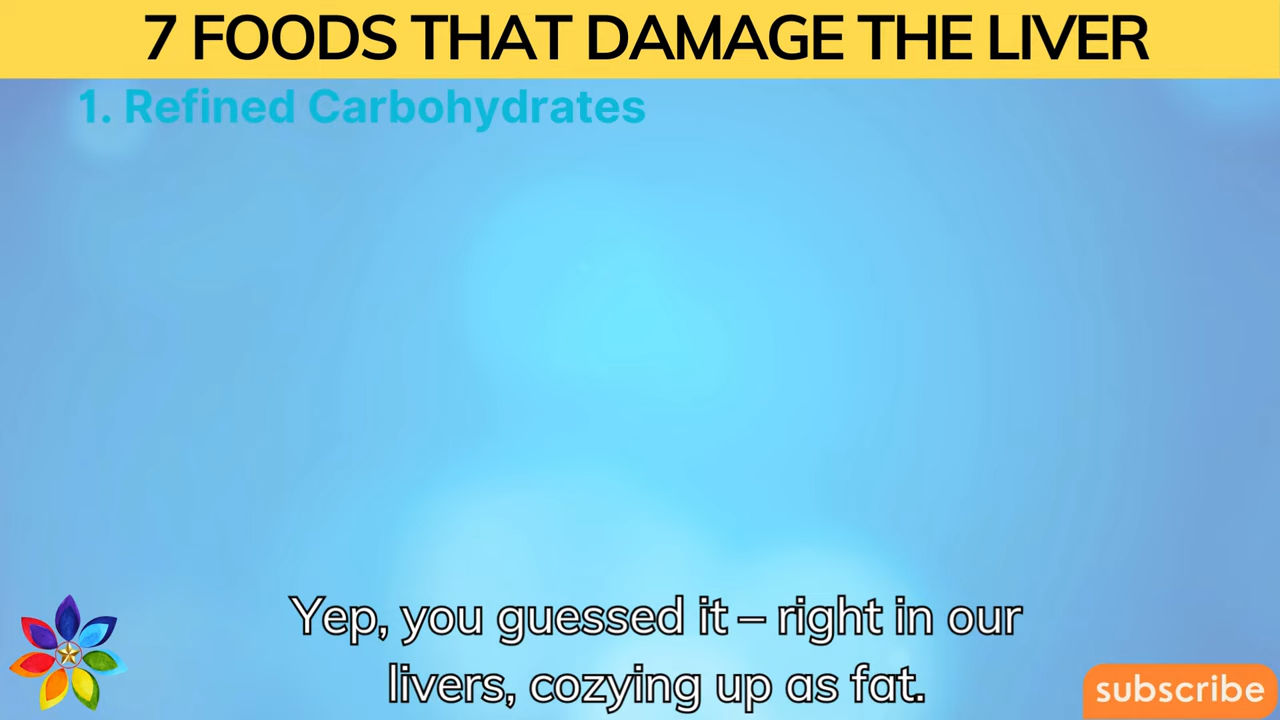 7 FOODS THAT DAMAGE THE LIVER
1. Refined Carbohydrates
Yep, you guessed it – right in our
livers, cozying up as fat.
subscribe